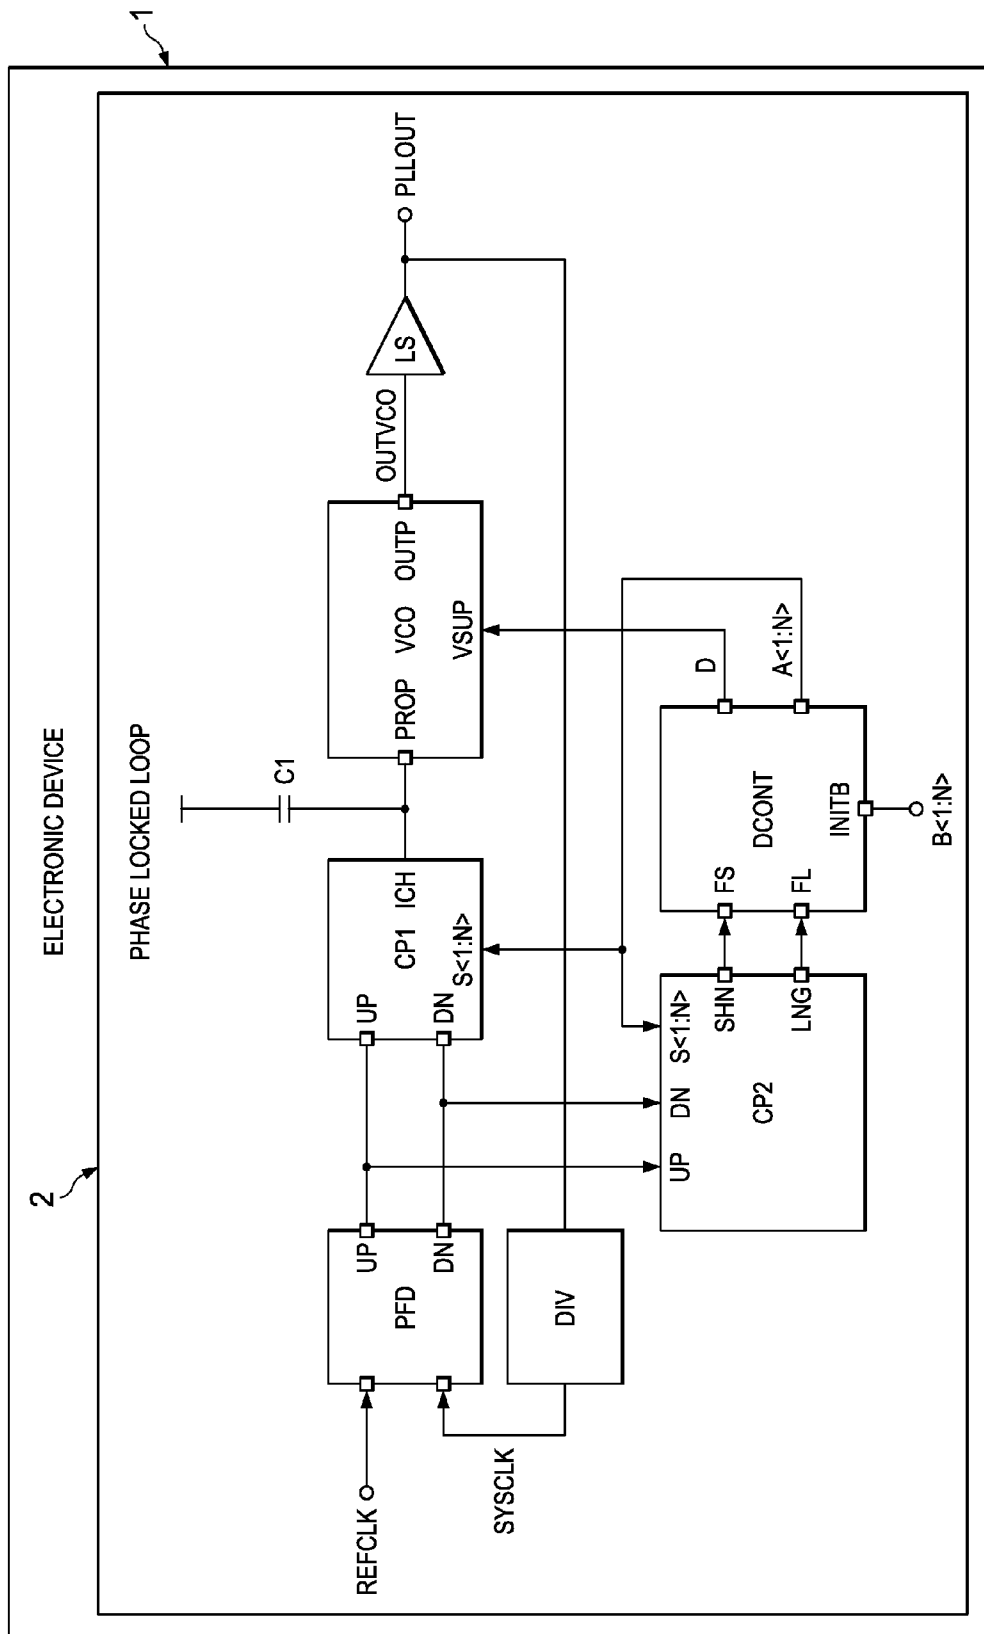 ELECTRONIC DEVICE
1
2
PHASE LOCKED LOOP
C1
REFCLK
PFD
UP
DN
UP
DN
CP1
ICH
S<1:N>
PROP
VCO
OUTP
VSUP
OUTVCO
LS
PLLOUT
SYSCLK
DIV
UP
DN
S<1:N>
CP2
SHN
LNG
FS
FL
DCONT
INITB
B<1:N>
D
A<1:N>